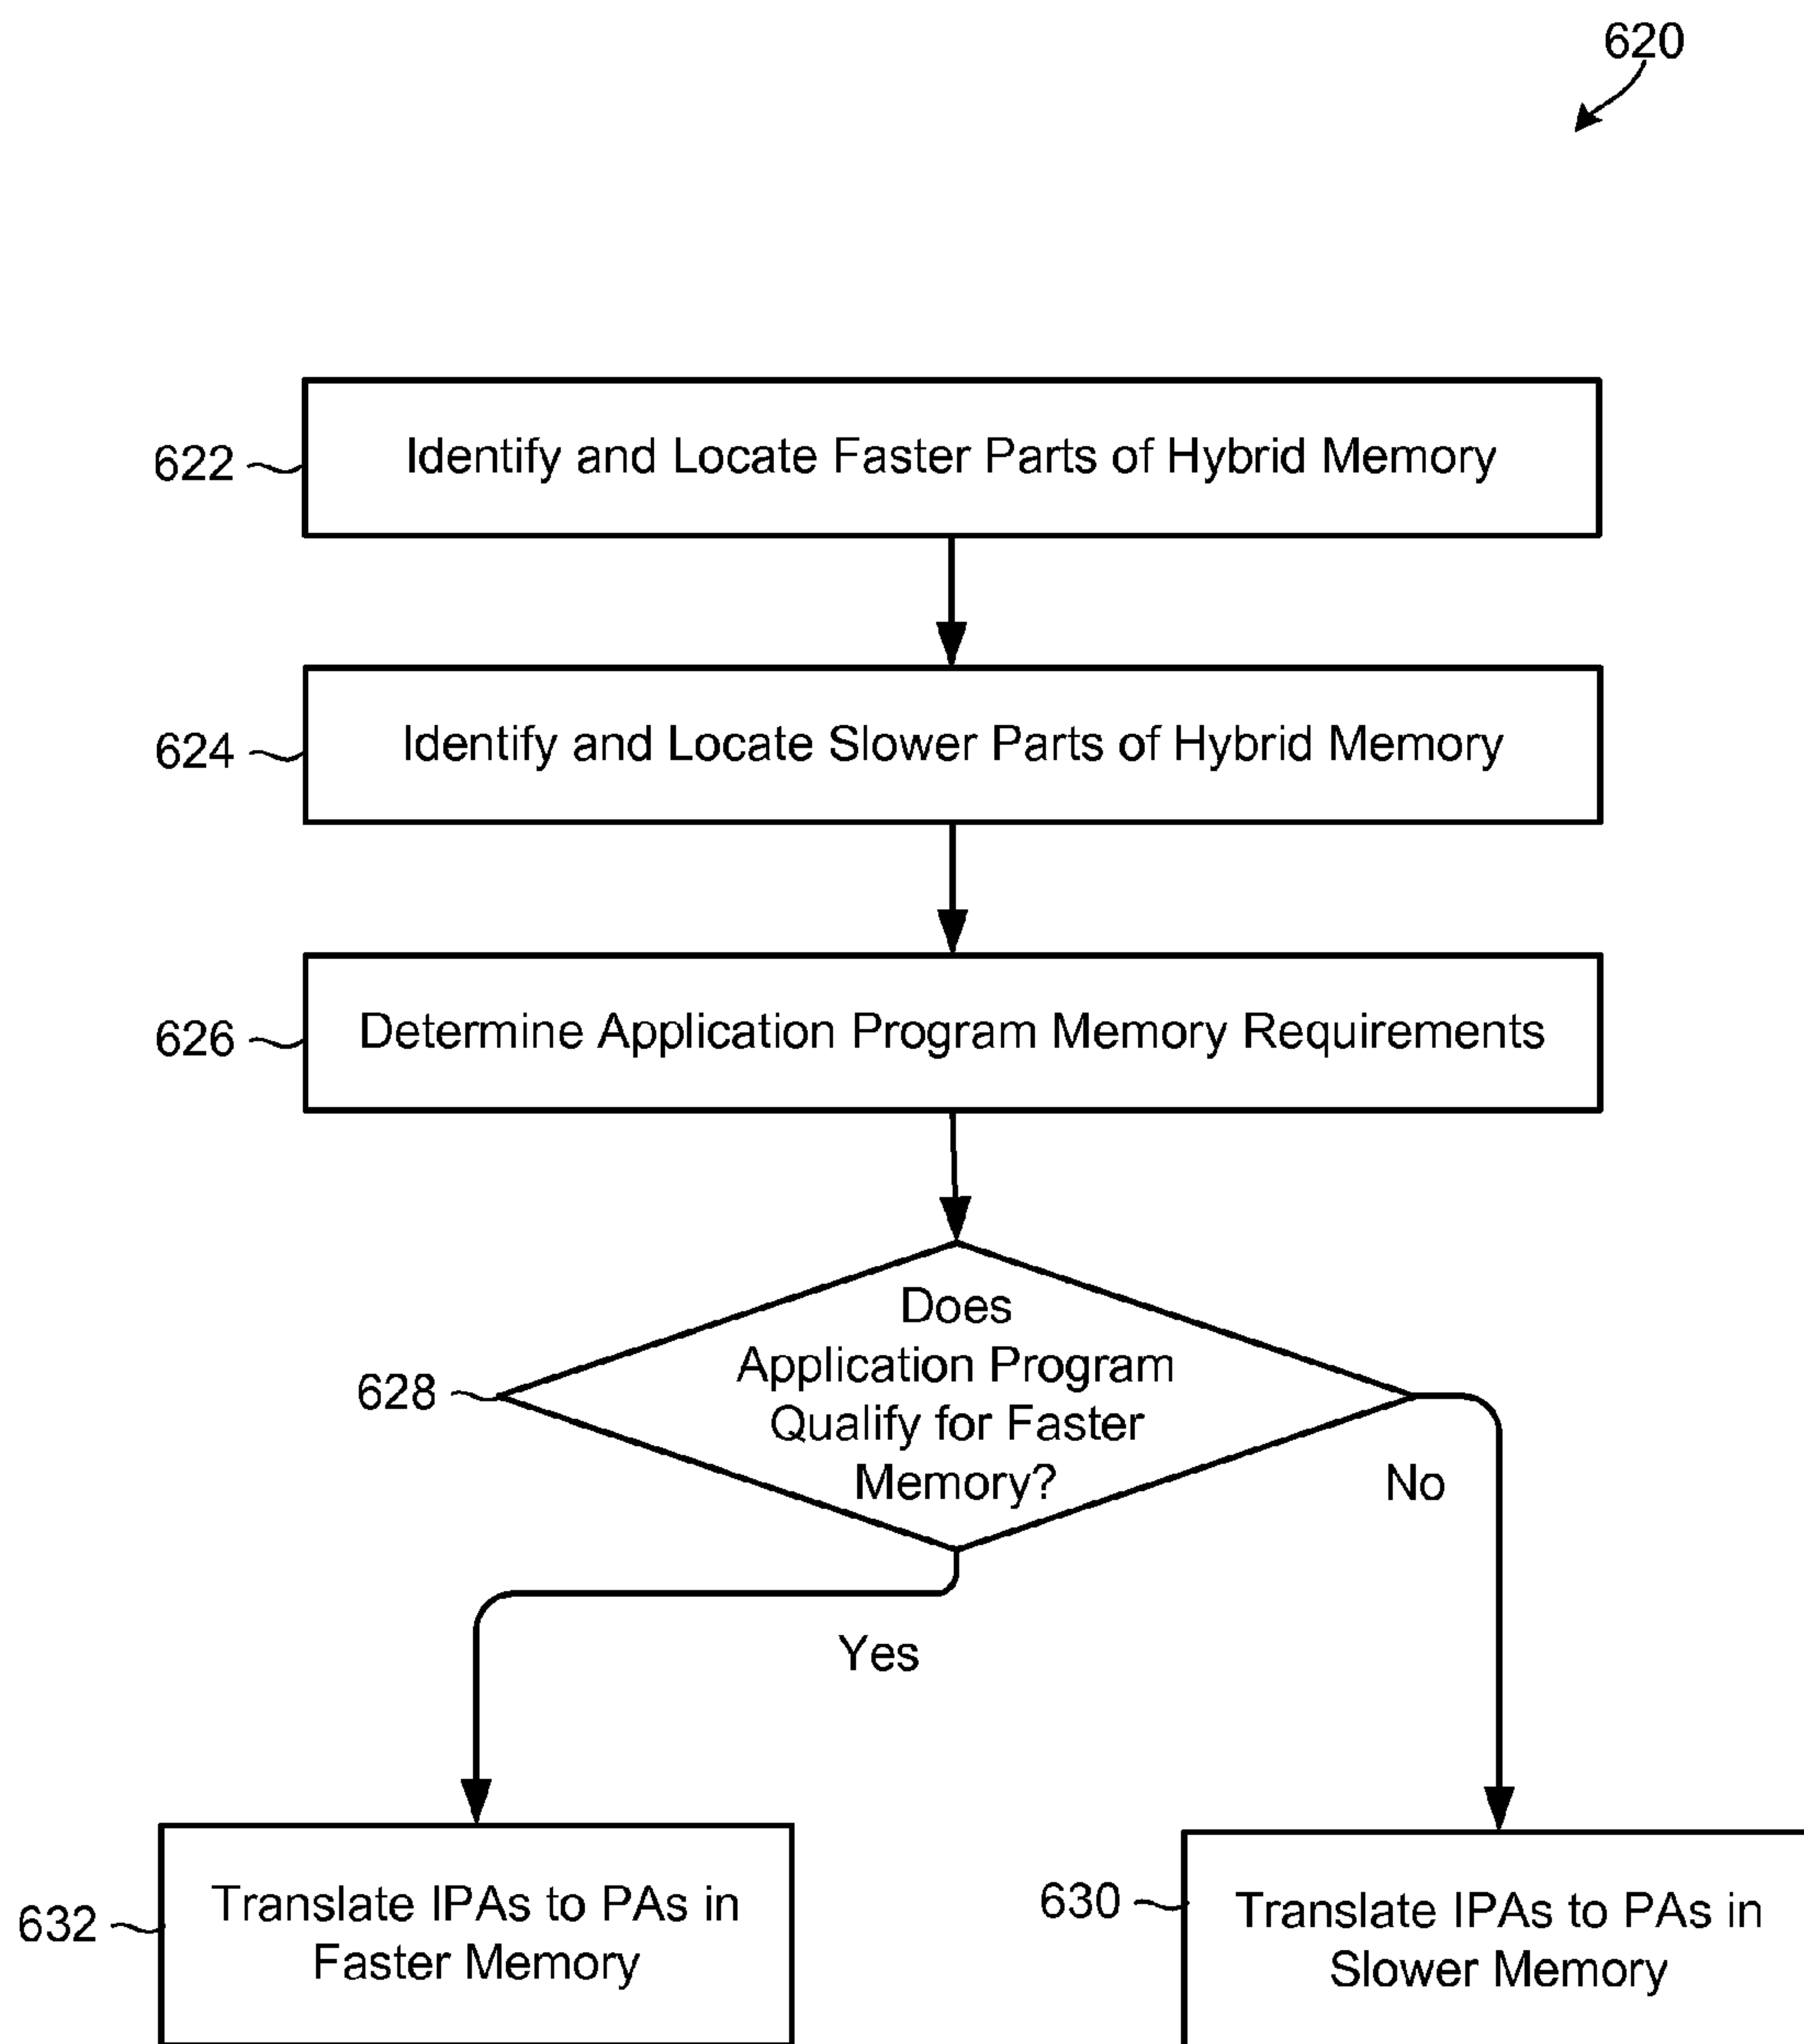 620
622
Identify and Locate Faster Parts of Hybrid Memory
624
Identify and Locate Slower Parts of Hybrid Memory
626
Determine Application Program Memory Requirements
628
Does
Application Program
Qualify for Faster
Memory?
No
Yes
632
Translate IPAs to PAs in
Faster Memory
630
Translate IPAs to PAs in
Slower Memory